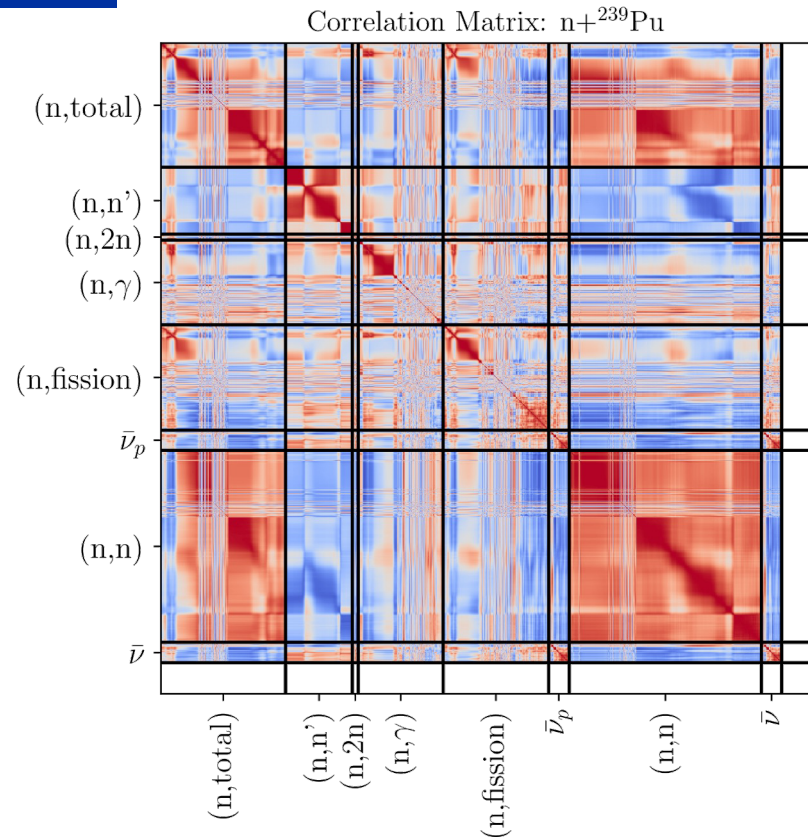 Correlation Matrix: n+²³⁹Pu
(n,total)
(n,n')
(n,2n)
(n,γ)
(n,fission)
ν̄ₚ
(n,n)
ν̄
(n,total)
(n,n')
(n,2n)
(n,γ)
(n,fission)
ν̄ₚ
(n,n)
ν̄